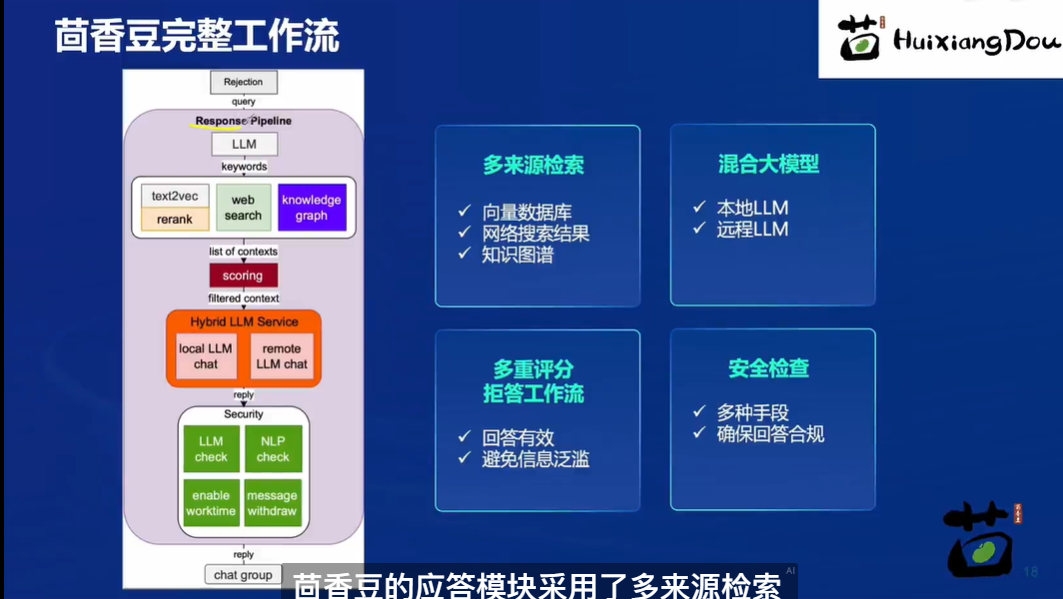 茴香豆完整工作流
茴
HuixiangDou
Rejection
query
Response Pipeline
LLM
keywords
text2vec
rerank
web
search
knowledge
graph
list of contexts
scoring
filtered context
Hybrid LLM Service
local LLM
chat
remote
LLM chat
reply
Security
LLM
check
NLP
check
enable
worktime
message
withdraw
reply
chat group
多来源检索
✓ 向量数据库
✓ 网络搜索结果
✓ 知识图谱
混合大模型
✓ 本地LLM
✓ 远程LLM
多重评分
拒答工作流
✓ 回答有效
✓ 避免信息泛滥
安全检查
✓ 多种手段
✓ 确保回答合规
茴
18
AI
茴香豆的应答模块采用了多来源检索